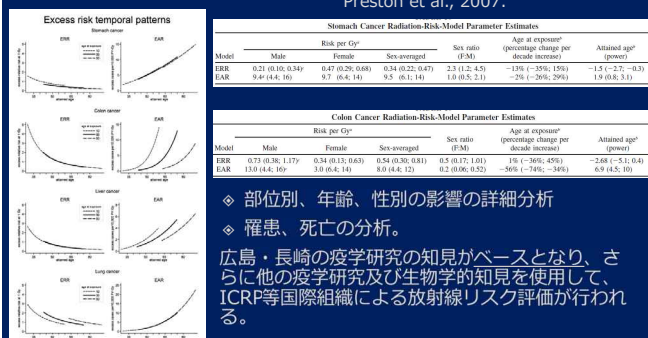 Preston et al., 2007.
Excess risk temporal patterns
Stomach cancer
ERR
EAR
Colon cancer
ERR
EAR
Liver cancer
ERR
EAR
Lung cancer
ERR
EAR
Stomach Cancer Radiation-Risk-Model Parameter Estimates
Risk per Gyᵃ
Sex ratio
Age at exposureᵇ
(percentage change per
Attained ageᵇ
Model Male Female Sex-averaged (F:M) decade increase) (power)
ERR 0.21 (0.10; 0.34)ᶜ 0.47 (0.29; 0.68) 0.34 (0.22; 0.47) 2.3 (1.2; 4.5) −13% (−35%; 15%) −1.5 (−2.7; −0.3)
EAR 9.4ᵈ (4.4; 16) 9.7 (6.4; 14) 9.5 (6.1; 14) 1.0 (0.5; 2.1) −2% (−26%; 29%) 1.9 (0.8; 3.1)
Colon Cancer Radiation-Risk-Model Parameter Estimates
Risk per Gyᵃ
Sex ratio
Age at exposureᵇ
(percentage change per
Attained ageᵇ
Model Male Female Sex-averaged (F:M) decade increase) (power)
ERR 0.73 (0.38; 1.17)ᶜ 0.34 (0.13; 0.63) 0.54 (0.30; 0.81) 0.5 (0.17; 1.01) 1% (−36%; 45%) −2.68 (−5.1; 0.4)
EAR 13.0 (4.4; 16)ᶜ 3.0 (6.4; 14) 8.0 (4.4; 12) 0.2 (0.06; 0.52) −56% (−74%; −34%) 6.9 (4.5; 10)
部位別、年齢、性別の影響の詳細分析
罹患、死亡の分析。
広島・長崎の疫学研究の知見がベースとなり、さ
らに他の疫学研究及び生物学的知見を使用して、
ICRP等国際組織による放射線リスク評価が行われ
る。